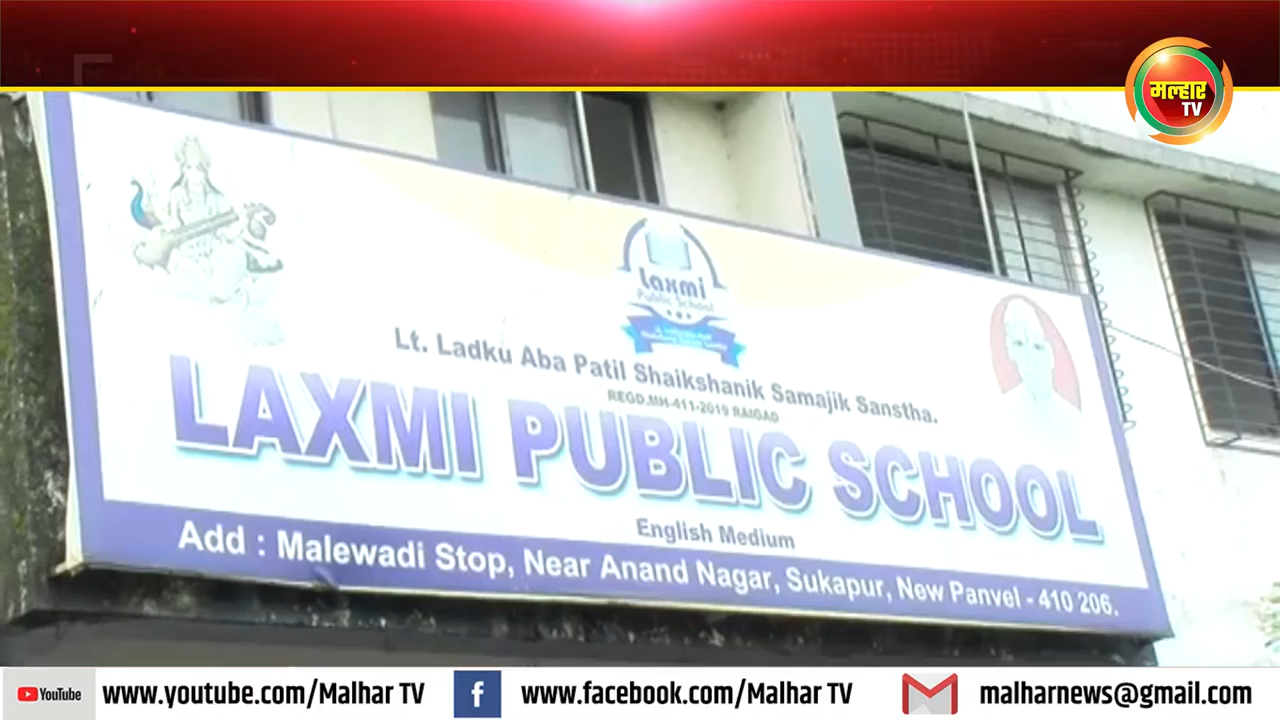 मल्हार
TV
Laxmi
Public School
Lt. Ladku Aba Patil Shaikshanik Samajik Sanstha.
REGD.MH-411-2019 RAIGAD
LAXMI PUBLIC SCHOOL
English Medium
Add : Malewadi Stop, Near Anand Nagar, Sukapur, New Panvel - 410 206.
YouTube www.youtube.com/Malhar TV f www.facebook.com/Malhar TV malharnews@gmail.com